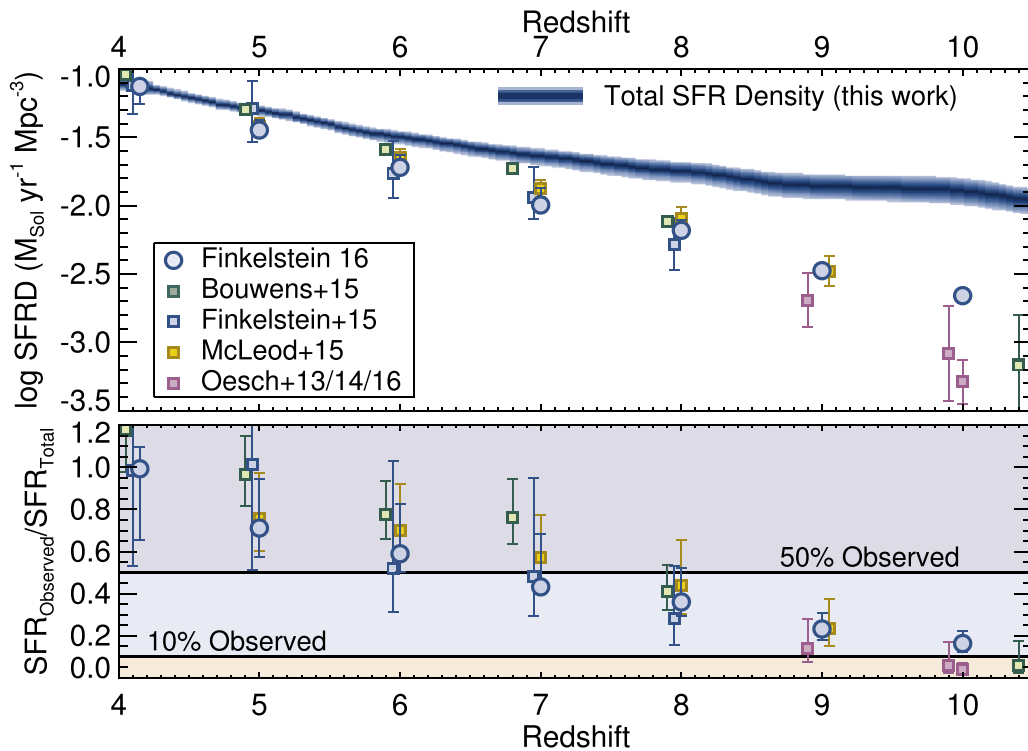 Redshift
4 5 6 7 8 9 10
log SFRD (M_Sol yr^-1 Mpc^-3)
-1.0
-1.5
-2.0
-2.5
-3.0
-3.5
Total SFR Density (this work)
Finkelstein 16
Bouwens+15
Finkelstein+15
McLeod+15
Oesch+13/14/16
SFR_Observed/SFR_Total
1.2
1.0
0.8
0.6
0.4
0.2
0.0
50% Observed
10% Observed
4 5 6 7 8 9 10
Redshift